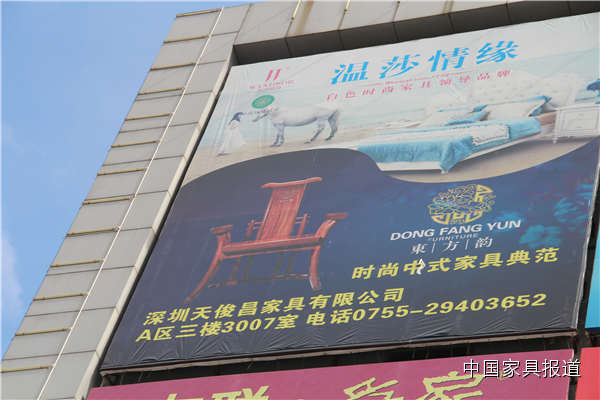 温莎情缘
白色时尚家具领导品牌
DONG FANG YUN
FURNITURE
東方韵
时尚中式家具典范
深圳天俊昌家具有限公司
A区三楼3007室 电话0755-29403652
中国家具报道